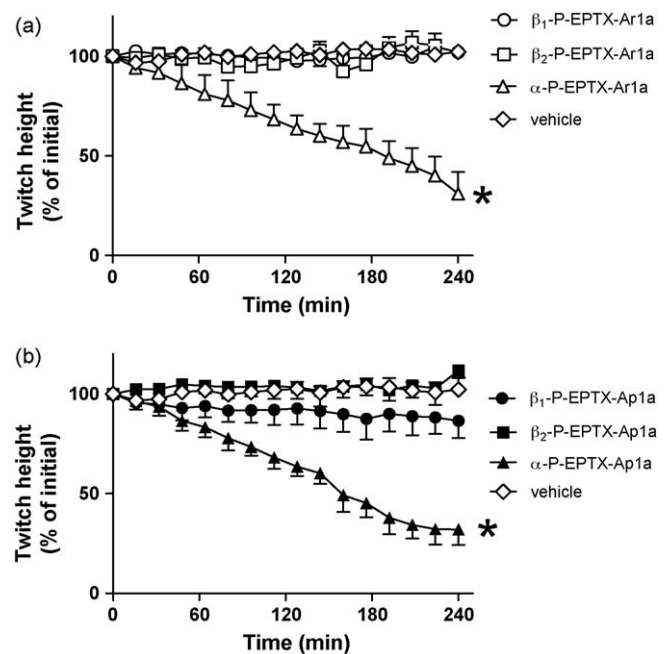 (a)
100
50
0
Twitch height
(% of initial)
0 60 120 180 240
Time (min)
*
β₁-P-EPTX-Ar1a
β₂-P-EPTX-Ar1a
α-P-EPTX-Ar1a
vehicle
(b)
100
50
0
Twitch height
(% of initial)
0 60 120 180 240
Time (min)
*
β₁-P-EPTX-Ap1a
β₂-P-EPTX-Ap1a
α-P-EPTX-Ap1a
vehicle